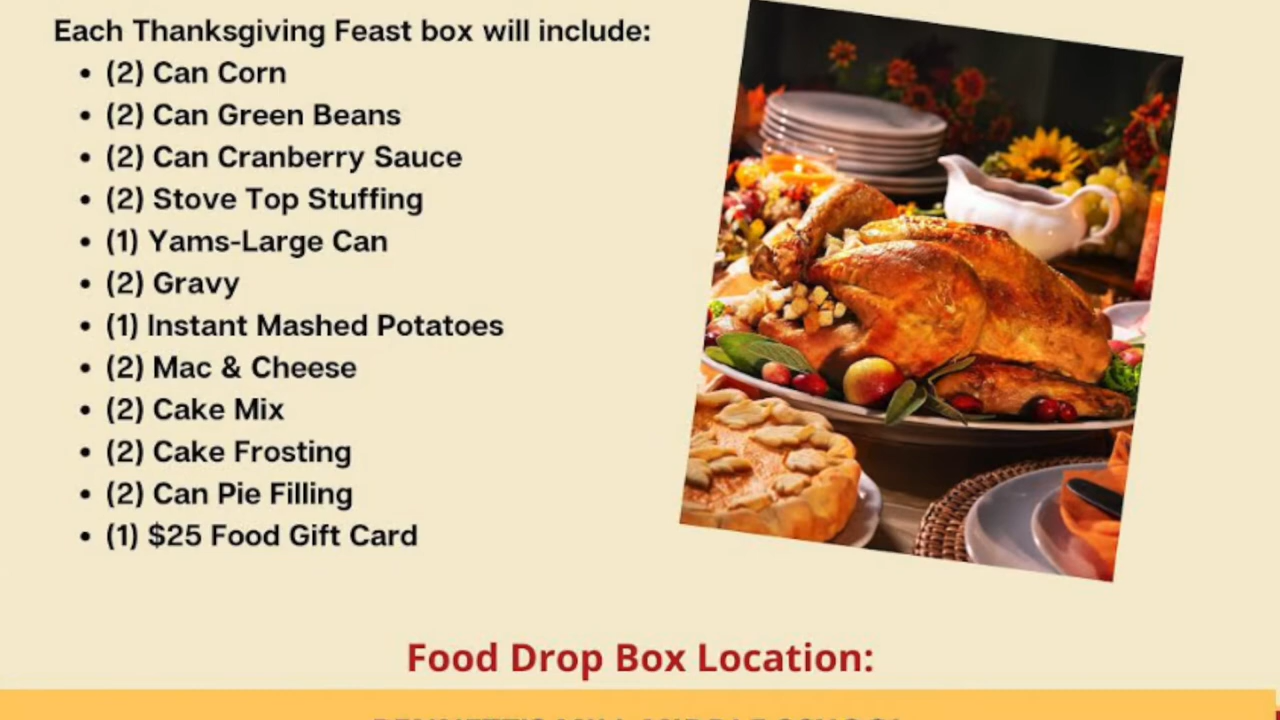 Each Thanksgiving Feast box will include:
• (2) Can Corn
• (2) Can Green Beans
• (2) Can Cranberry Sauce
• (2) Stove Top Stuffing
• (1) Yams-Large Can
• (2) Gravy
• (1) Instant Mashed Potatoes
• (2) Mac & Cheese
• (2) Cake Mix
• (2) Cake Frosting
• (2) Can Pie Filling
• (1) $25 Food Gift Card
Food Drop Box Location: